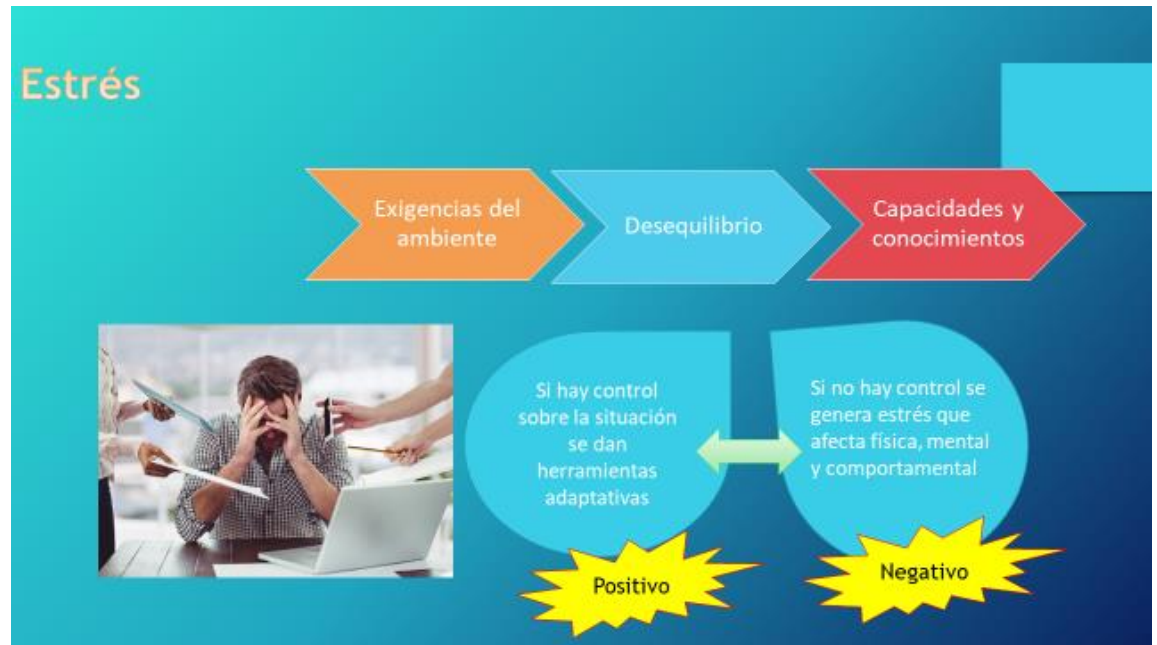 Estrés
Exigencias del
ambiente
Desequilibrio
Capacidades y
conocimientos
Si hay control
sobre la situación
se dan
herramientas
adaptativas
Si no hay control se
genera estrés que
afecta física, mental
y comportamental
Positivo
Negativo